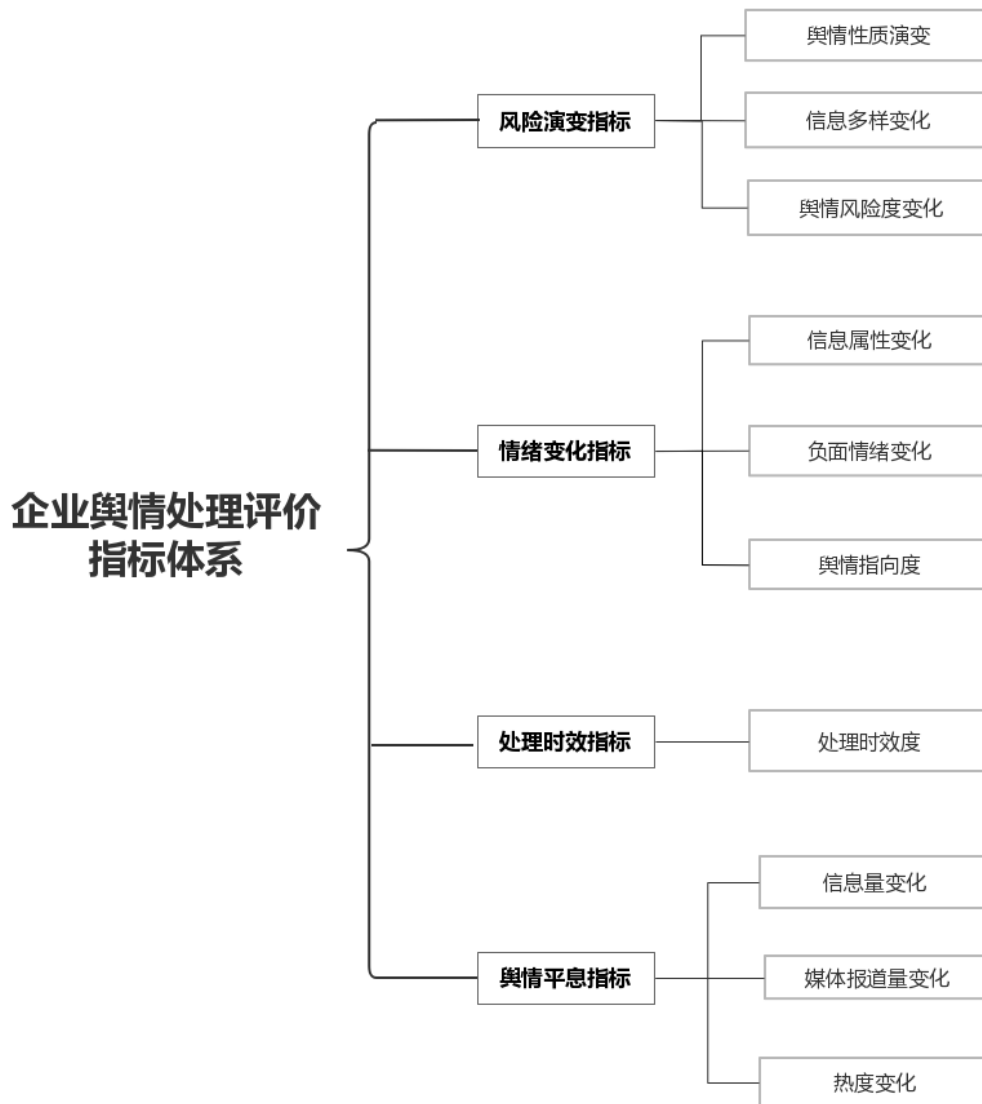 企业舆情处理评价
指标体系
风险演变指标
舆情性质演变
信息多样变化
舆情风险度变化
情绪变化指标
信息属性变化
负面情绪变化
舆情指向度
处理时效指标
处理时效度
舆情平息指标
信息量变化
媒体报道量变化
热度变化